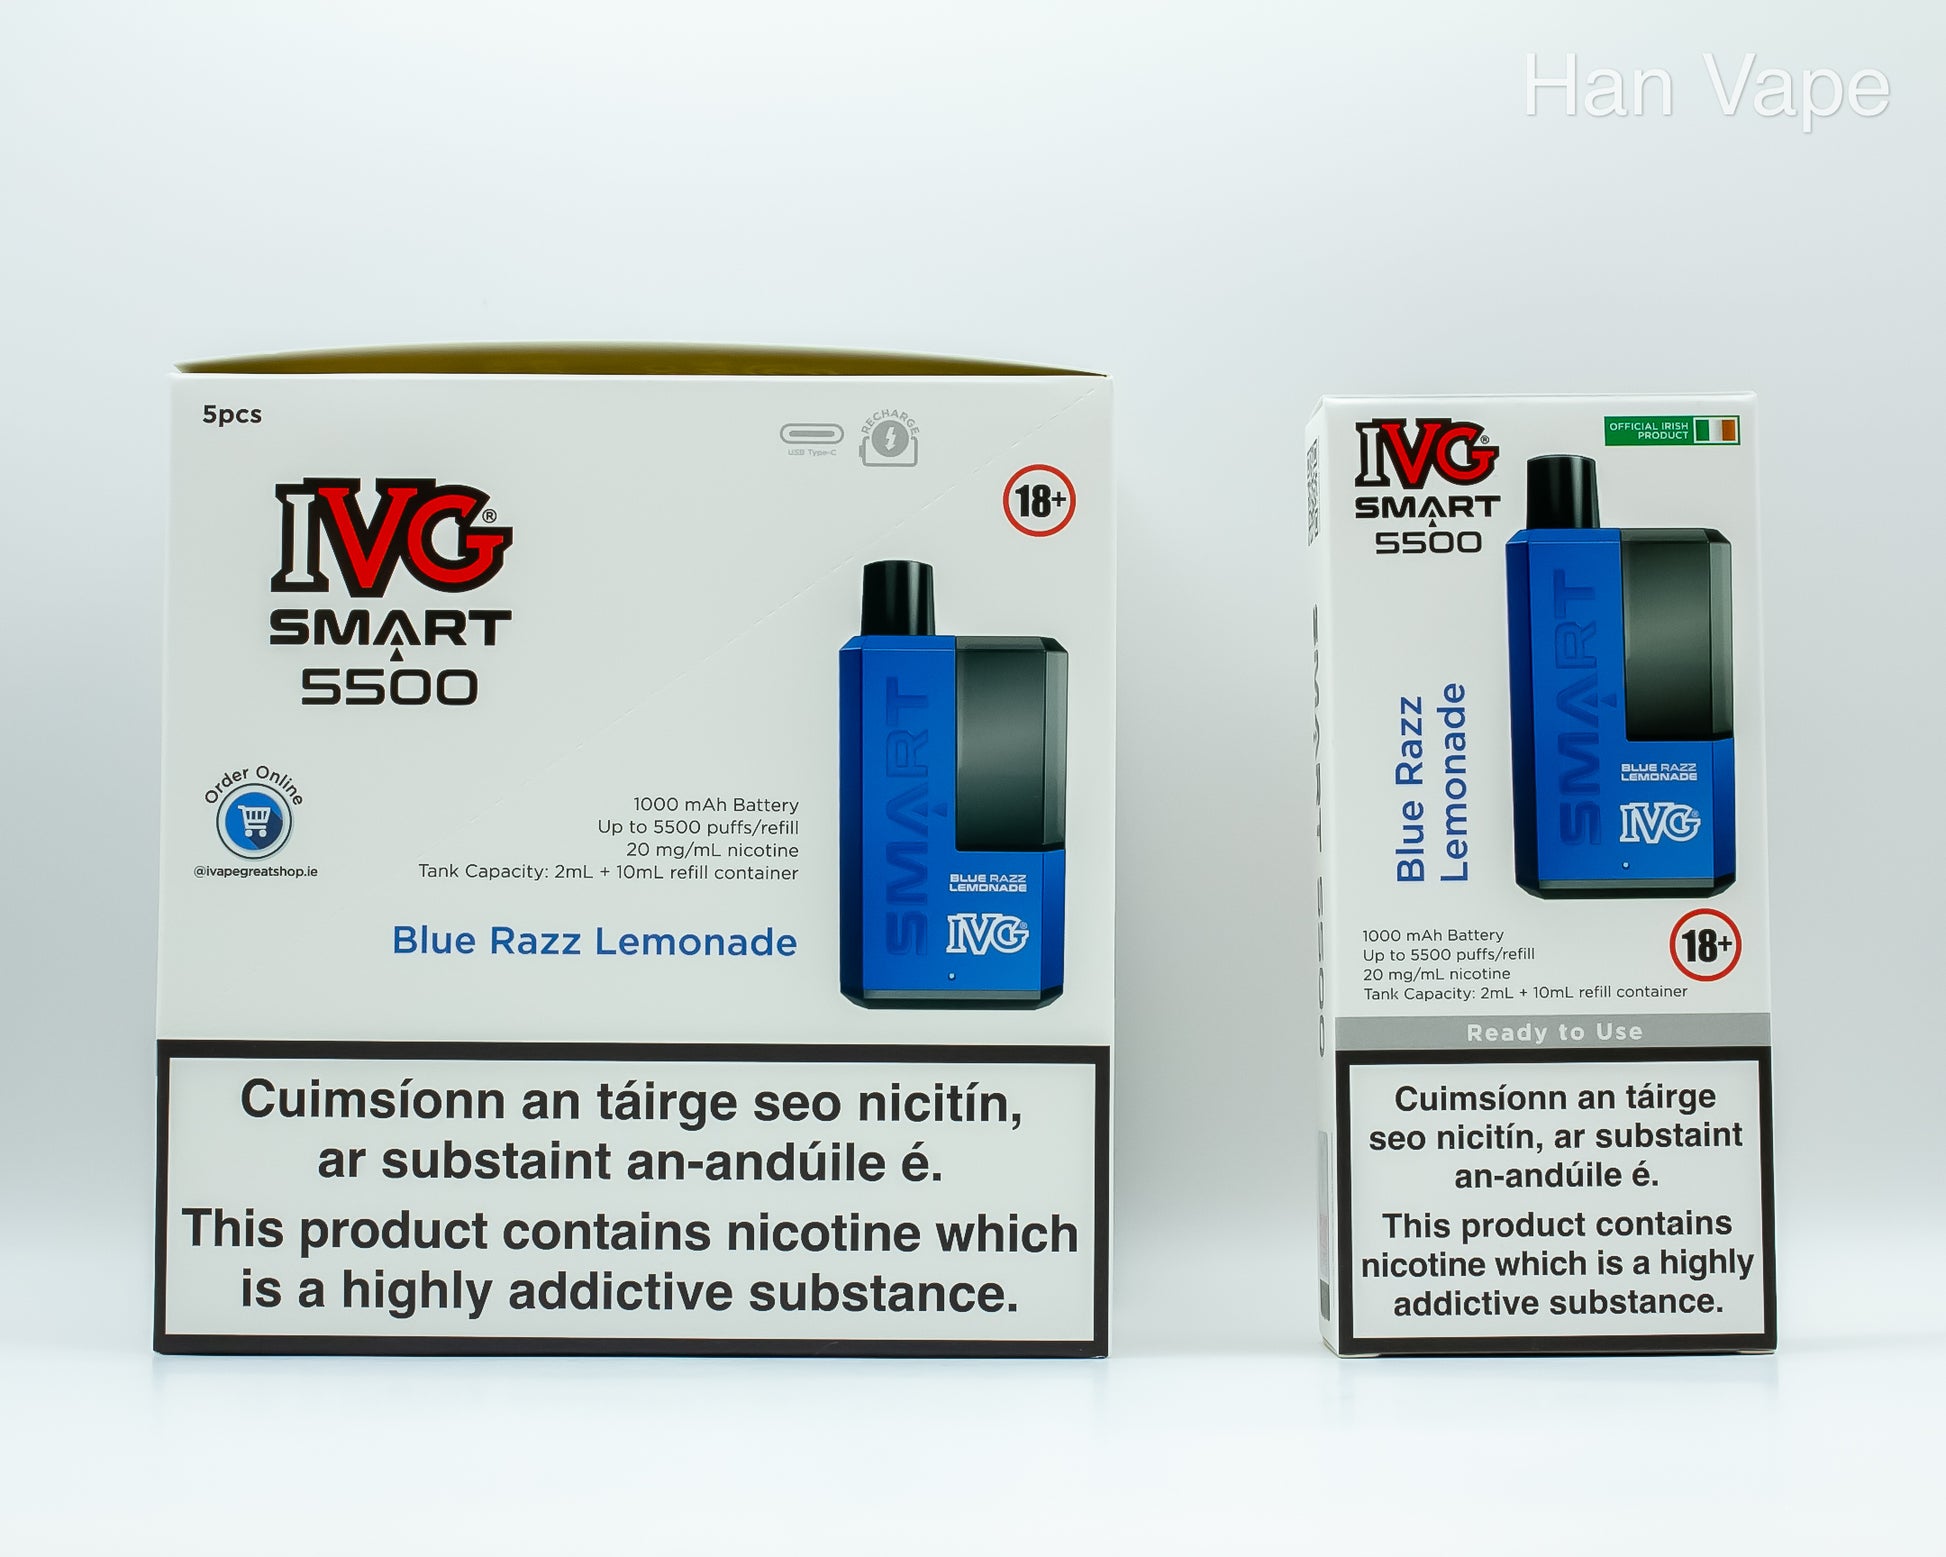 Han Vape
5pcs
USB Type-C
RECHARGE
18+
IVG®
SMART
5500
Order Online
@ivapegreatshop.ie
1000 mAh Battery
Up to 5500 puffs/refill
20 mg/mL nicotine
Tank Capacity: 2mL + 10mL refill container
Blue Razz Lemonade
SMART
BLUE RAZZ
LEMONADE
IVG®
Cuimsíonn an táirge seo nicitín,
ar substaint an-andúile é.
This product contains nicotine which
is a highly addictive substance.
IVG®
SMART
5500
OFFICIAL IRISH
PRODUCT
Blue Razz
Lemonade
SMART
BLUE RAZZ
LEMONADE
IVG®
SMART 5500
1000 mAh Battery
Up to 5500 puffs/refill
20 mg/mL nicotine
Tank Capacity: 2mL + 10mL refill container
18+
Ready to Use
Cuimsíonn an táirge
seo nicitín, ar substaint
an-andúile é.
This product contains
nicotine which is a highly
addictive substance.